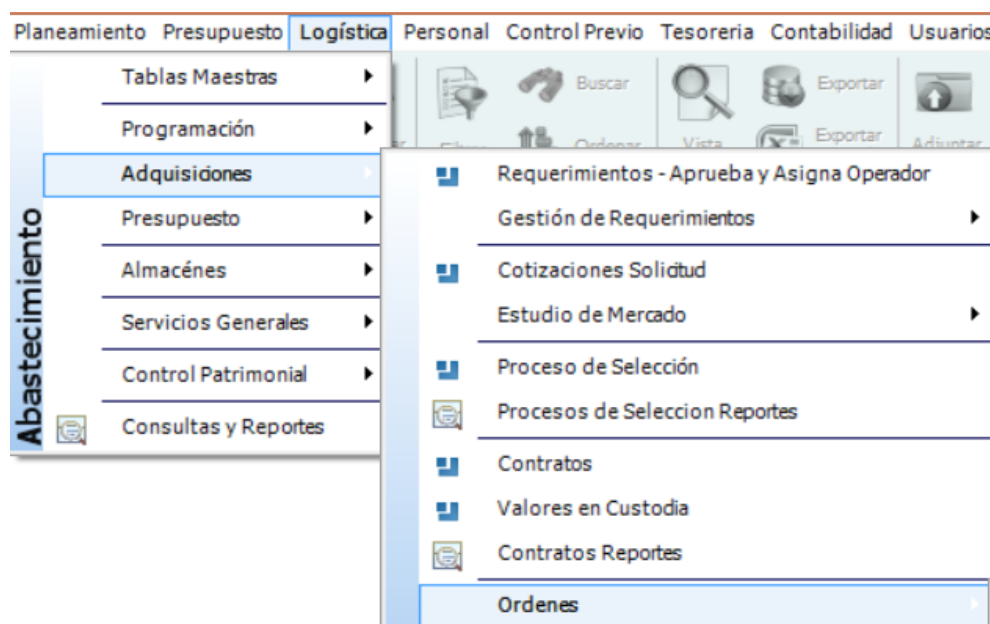 Planeamiento Presupuesto Logística Personal Control Previo Tesoreria Contabilidad Usuarios
Buscar
Exportar
Ordenar
Vista
Exportar
Adjuntar
Abastecimiento
Tablas Maestras
Programación
Adquisiciones
Presupuesto
Almacénes
Servicios Generales
Control Patrimonial
Consultas y Reportes
Requerimientos - Aprueba y Asigna Operador
Gestión de Requerimientos
Cotizaciones Solicitud
Estudio de Mercado
Proceso de Selección
Procesos de Seleccion Reportes
Contratos
Valores en Custodia
Contratos Reportes
Ordenes